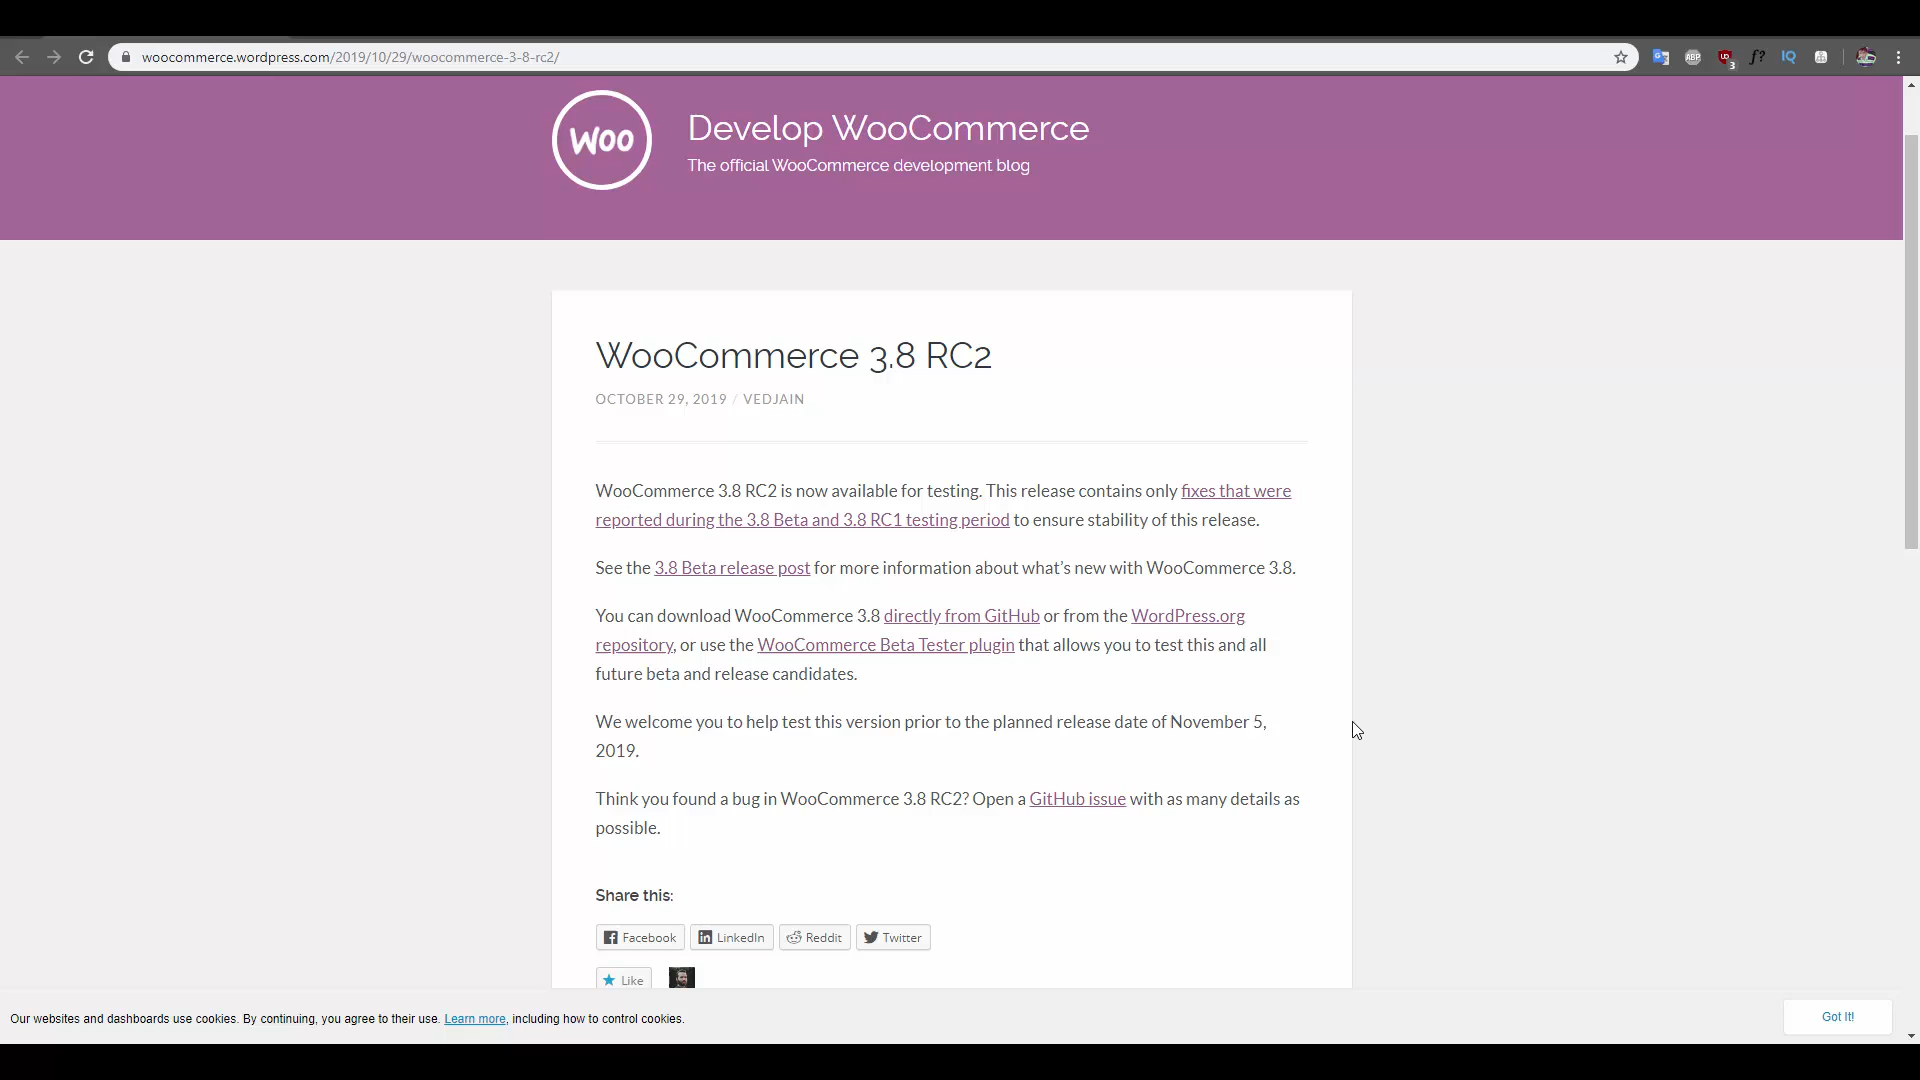 woocommerce.wordpress.com/2019/10/29/woocommerce-3-8-rc2/
ABP
3
f?
IQ
Woo
Develop WooCommerce
The official WooCommerce development blog
WooCommerce 3.8 RC2
OCTOBER 29, 2019 / VEDJAIN
WooCommerce 3.8 RC2 is now available for testing. This release contains only fixes that were
reported during the 3.8 Beta and 3.8 RC1 testing period to ensure stability of this release.
See the 3.8 Beta release post for more information about what's new with WooCommerce 3.8.
You can download WooCommerce 3.8 directly from GitHub or from the WordPress.org
repository, or use the WooCommerce Beta Tester plugin that allows you to test this and all
future beta and release candidates.
We welcome you to help test this version prior to the planned release date of November 5,
2019.
Think you found a bug in WooCommerce 3.8 RC2? Open a GitHub issue with as many details as
possible.
Share this:
Facebook LinkedIn Reddit Twitter
Like
Our websites and dashboards use cookies. By continuing, you agree to their use. Learn more, including how to control cookies.
Got It!